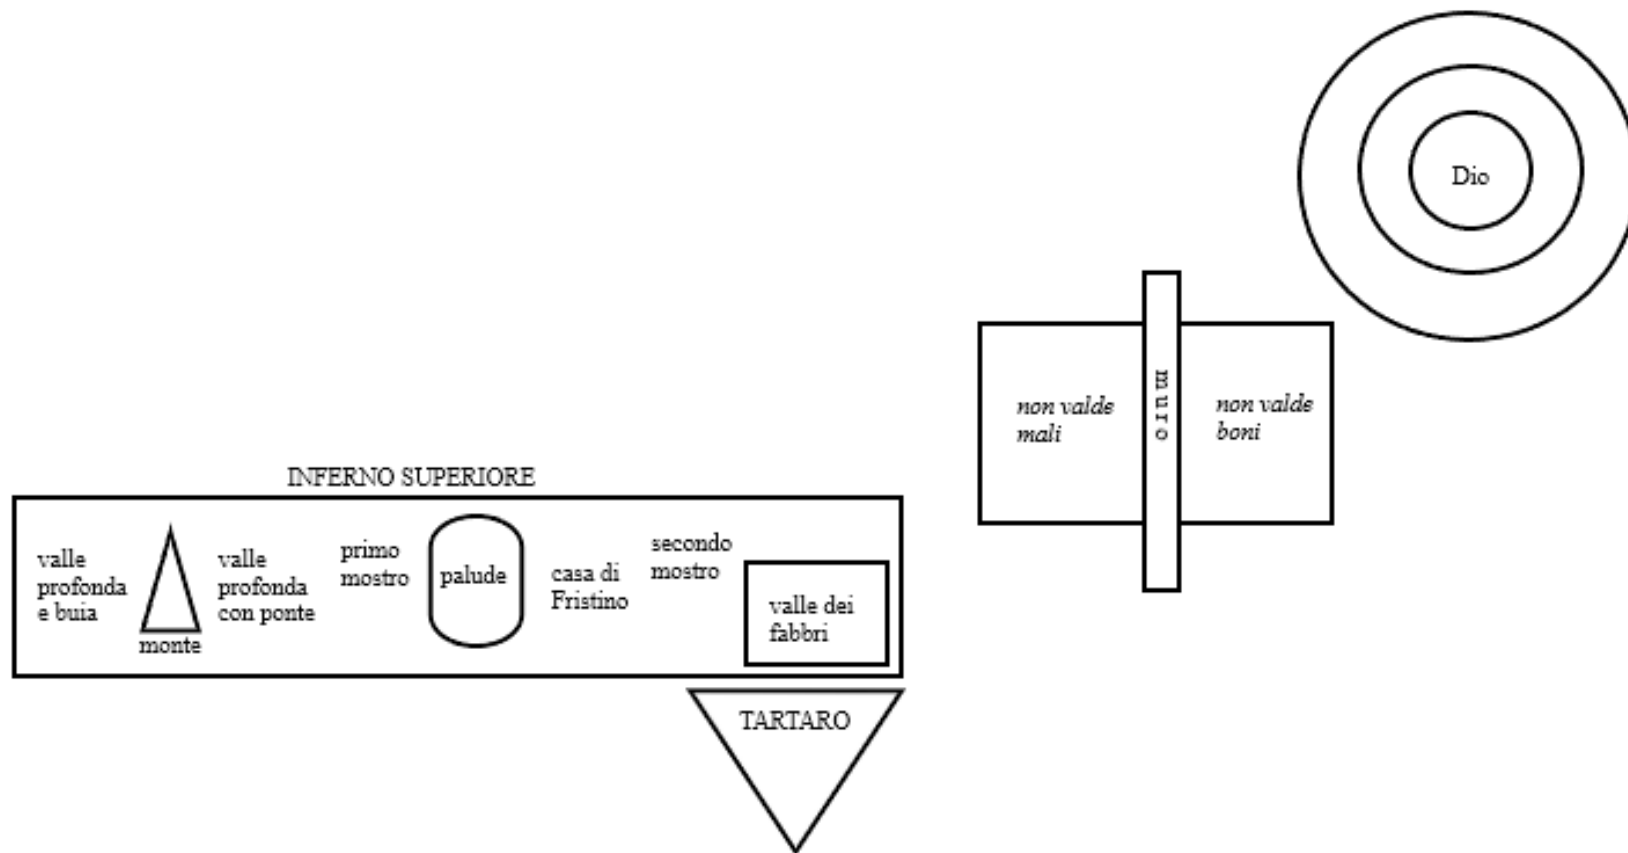 Dio
muro
non valde
mali
non valde
boni
INFERNO SUPERIORE
valle
profonda
e buia
monte
valle
profonda
con ponte
primo
mostro
palude
casa di
Fristino
secondo
mostro
valle dei
fabbri
TARTARO